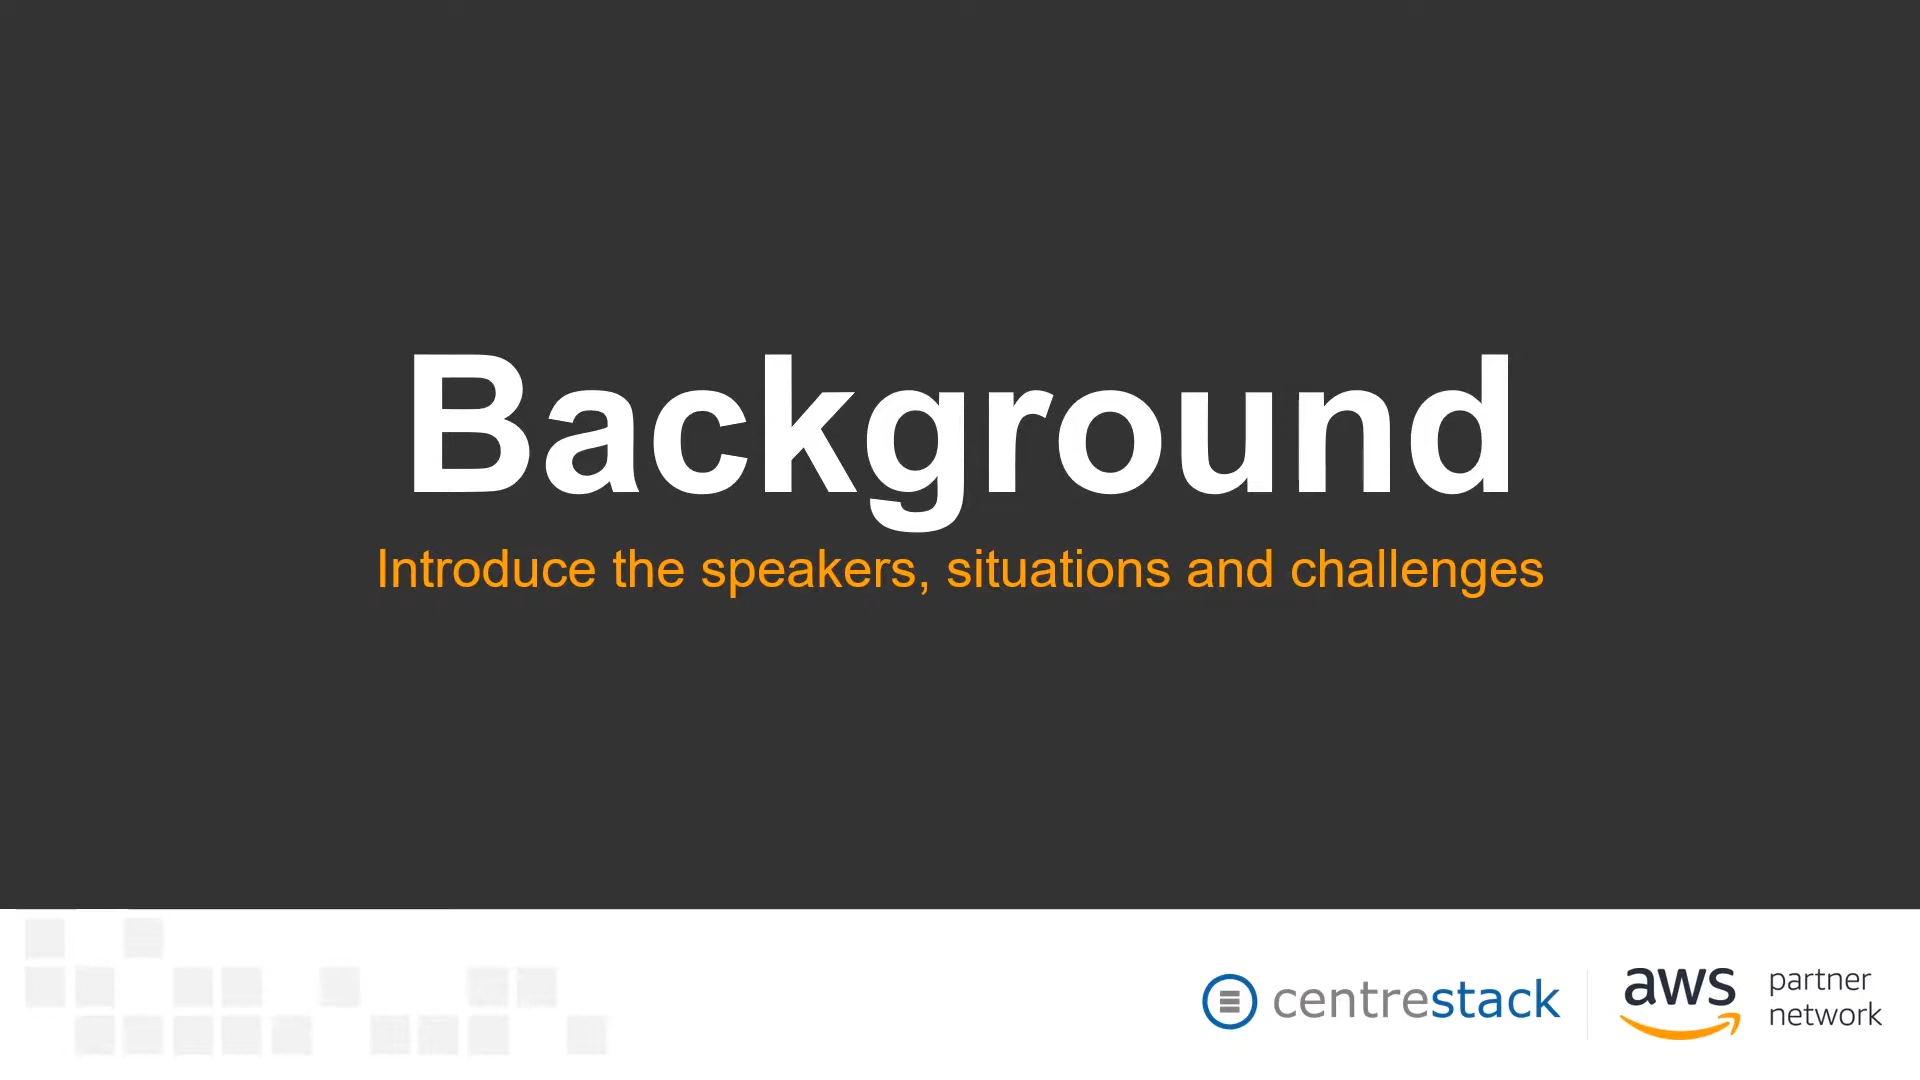 Background
Introduce the speakers, situations and challenges
centrestack
aws
partner
network